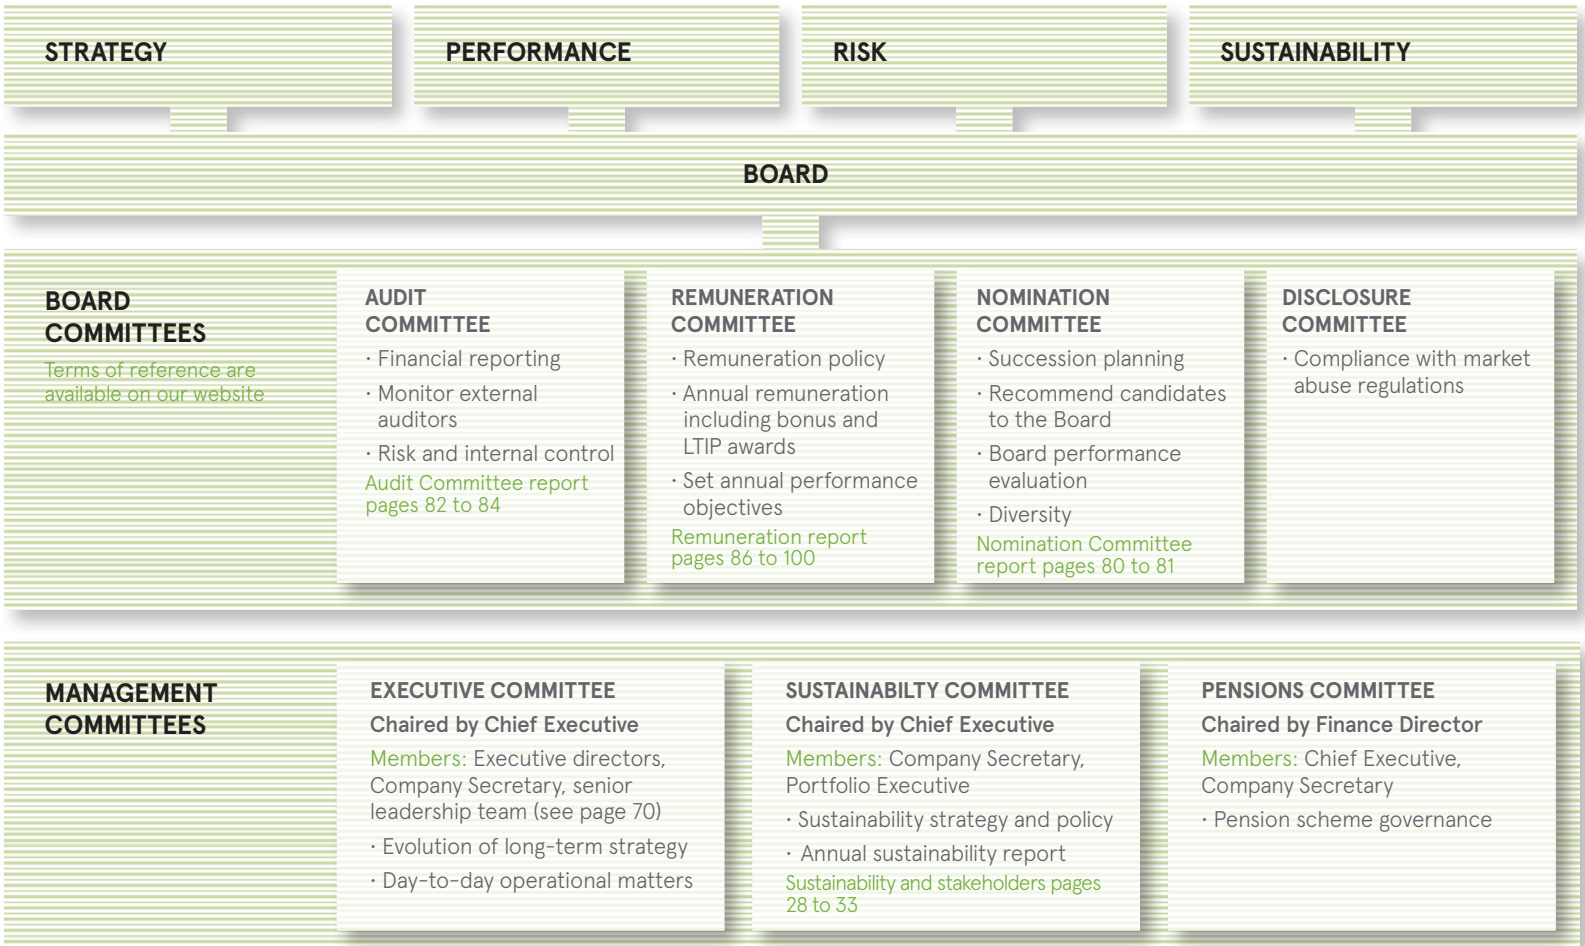 STRATEGY
PERFORMANCE
RISK
SUSTAINABILITY
BOARD
BOARD
COMMITTEES
Terms of reference are
available on our website
AUDIT
COMMITTEE
· Financial reporting
· Monitor external
auditors
· Risk and internal control
Audit Committee report
pages 82 to 84
REMUNERATION
COMMITTEE
· Remuneration policy
· Annual remuneration
including bonus and
LTIP awards
· Set annual performance
objectives
Remuneration report
pages 86 to 100
NOMINATION
COMMITTEE
· Succession planning
· Recommend candidates
to the Board
· Board performance
evaluation
· Diversity
Nomination Committee
report pages 80 to 81
DISCLOSURE
COMMITTEE
· Compliance with market
abuse regulations
MANAGEMENT
COMMITTEES
EXECUTIVE COMMITTEE
Chaired by Chief Executive
Members: Executive directors,
Company Secretary, senior
leadership team (see page 70)
· Evolution of long-term strategy
· Day-to-day operational matters
SUSTAINABILTY COMMITTEE
Chaired by Chief Executive
Members: Company Secretary,
Portfolio Executive
· Sustainability strategy and policy
· Annual sustainability report
Sustainability and stakeholders pages
28 to 33
PENSIONS COMMITTEE
Chaired by Finance Director
Members: Chief Executive,
Company Secretary
· Pension scheme governance